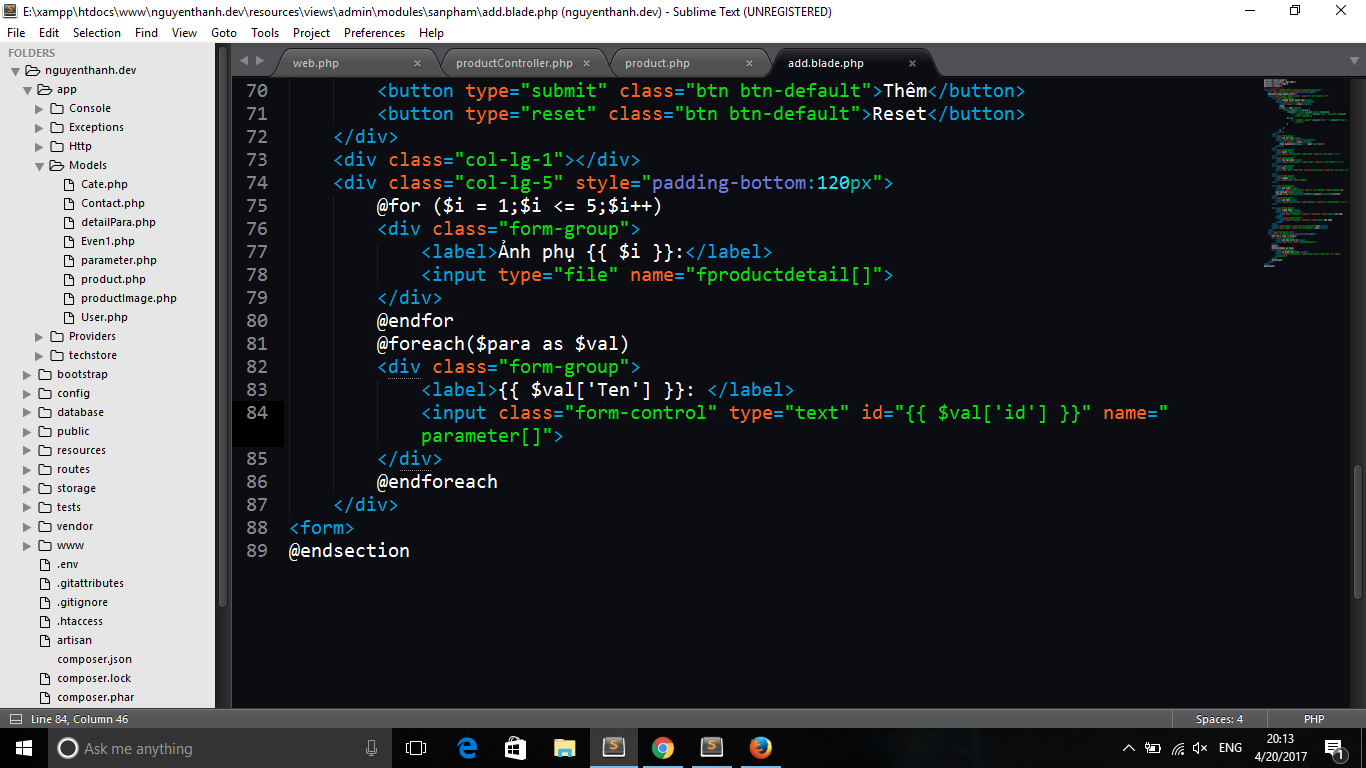 E:\xampp\htdocs\www\nguyenthanh.dev\resources\views\admin\modules\sanpham\add.blade.php (nguyenthanh.dev) - Sublime Text (UNREGISTERED)
File Edit Selection Find View Goto Tools Project Preferences Help
FOLDERS
nguyenthanh.dev
app
Console
Exceptions
Http
Models
Cate.php
Contact.php
detailPara.php
Even1.php
parameter.php
product.php
productImage.php
User.php
Providers
techstore
bootstrap
config
database
public
resources
routes
storage
tests
vendor
www
.env
.gitattributes
.gitignore
.htaccess
artisan
composer.json
composer.lock
composer.phar
web.php × productController.php × product.php × add.blade.php ×
70 <button type="submit" class="btn btn-default">Thêm</button>
71 <button type="reset"  class="btn btn-default">Reset</button>
72 </div>
73 <div class="col-lg-1"></div>
74 <div class="col-lg-5" style="padding-bottom:120px">
75 @for ($i = 1;$i <= 5;$i++)
76 <div class="form-group">
77 <label>Ảnh phụ {{ $i }}:</label>
78 <input type="file" name="fproductdetail[]">
79 </div>
80 @endfor
81 @foreach($para as $val)
82 <div class="form-group">
83 <label>{{ $val['Ten'] }}: </label>
84 <input class="form-control" type="text" id="{{ $val['id'] }}" name="
parameter[]">
85 </div>
86 @endforeach
87 </div>
88 <form>
89 @endsection
Line 84, Column 46 Spaces: 4 PHP
Ask me anything ENG 20:13
4/20/2017 1